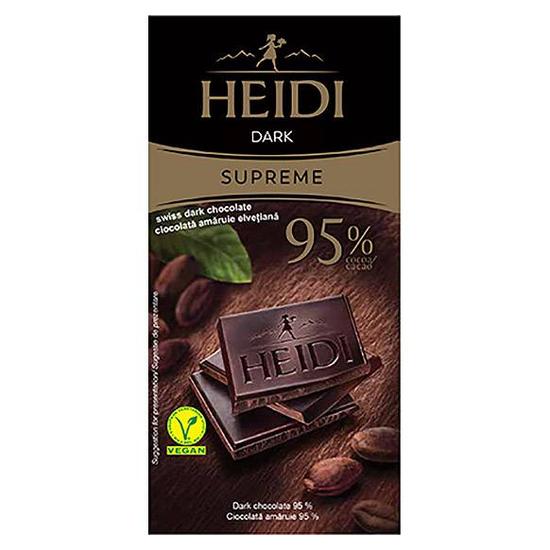 HEIDI
DARK
SUPREME
swiss dark chocolate
ciocolată amăruie elvețiană
95%
cocoa/
cacao
HEIDI
Suggestion for presentation/ Sugestie de prezentare
VEGAN
Dark chocolate 95 %
Ciocolată amăruie 95 %